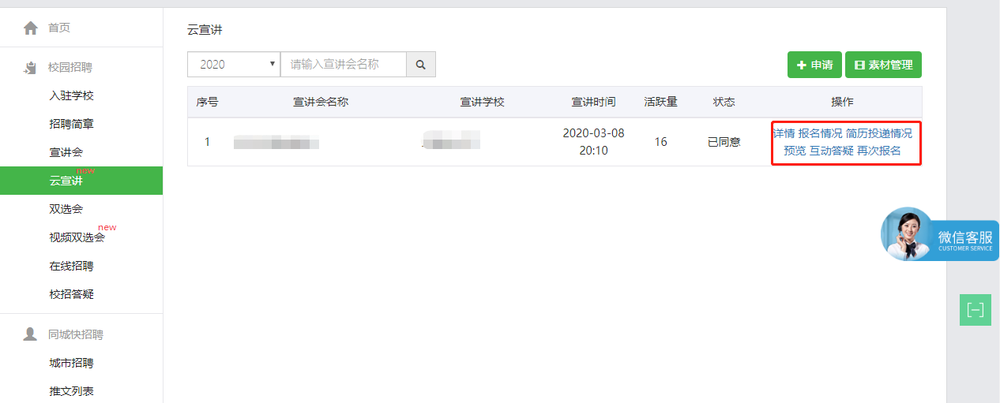 首页
校园招聘
入驻学校
招聘简章
宣讲会
云宣讲
new
双选会
视频双选会
new
在线招聘
校招答疑
同城快招聘
城市招聘
推文列表
云宣讲
2020
请输入宣讲会名称
申请
素材管理
序号 宣讲会名称 宣讲学校 宣讲时间 活跃量 状态 操作
1 2020-03-08 20:10 16 已同意
详情 报名情况 简历投递情况
预览 互动答疑 再次报名
微信客服
CUSTOMER SERVICE